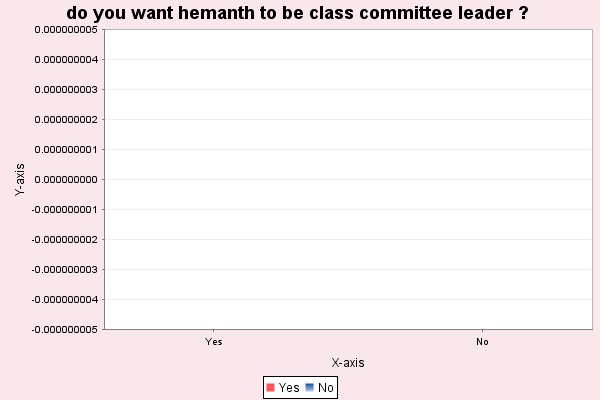 do you want hemanth to be class committee leader ?
0.000000005
0.000000004
0.000000003
0.000000002
0.000000001
0.000000000
-0.000000001
-0.000000002
-0.000000003
-0.000000004
-0.000000005
Y-axis
Yes No
X-axis
Yes No